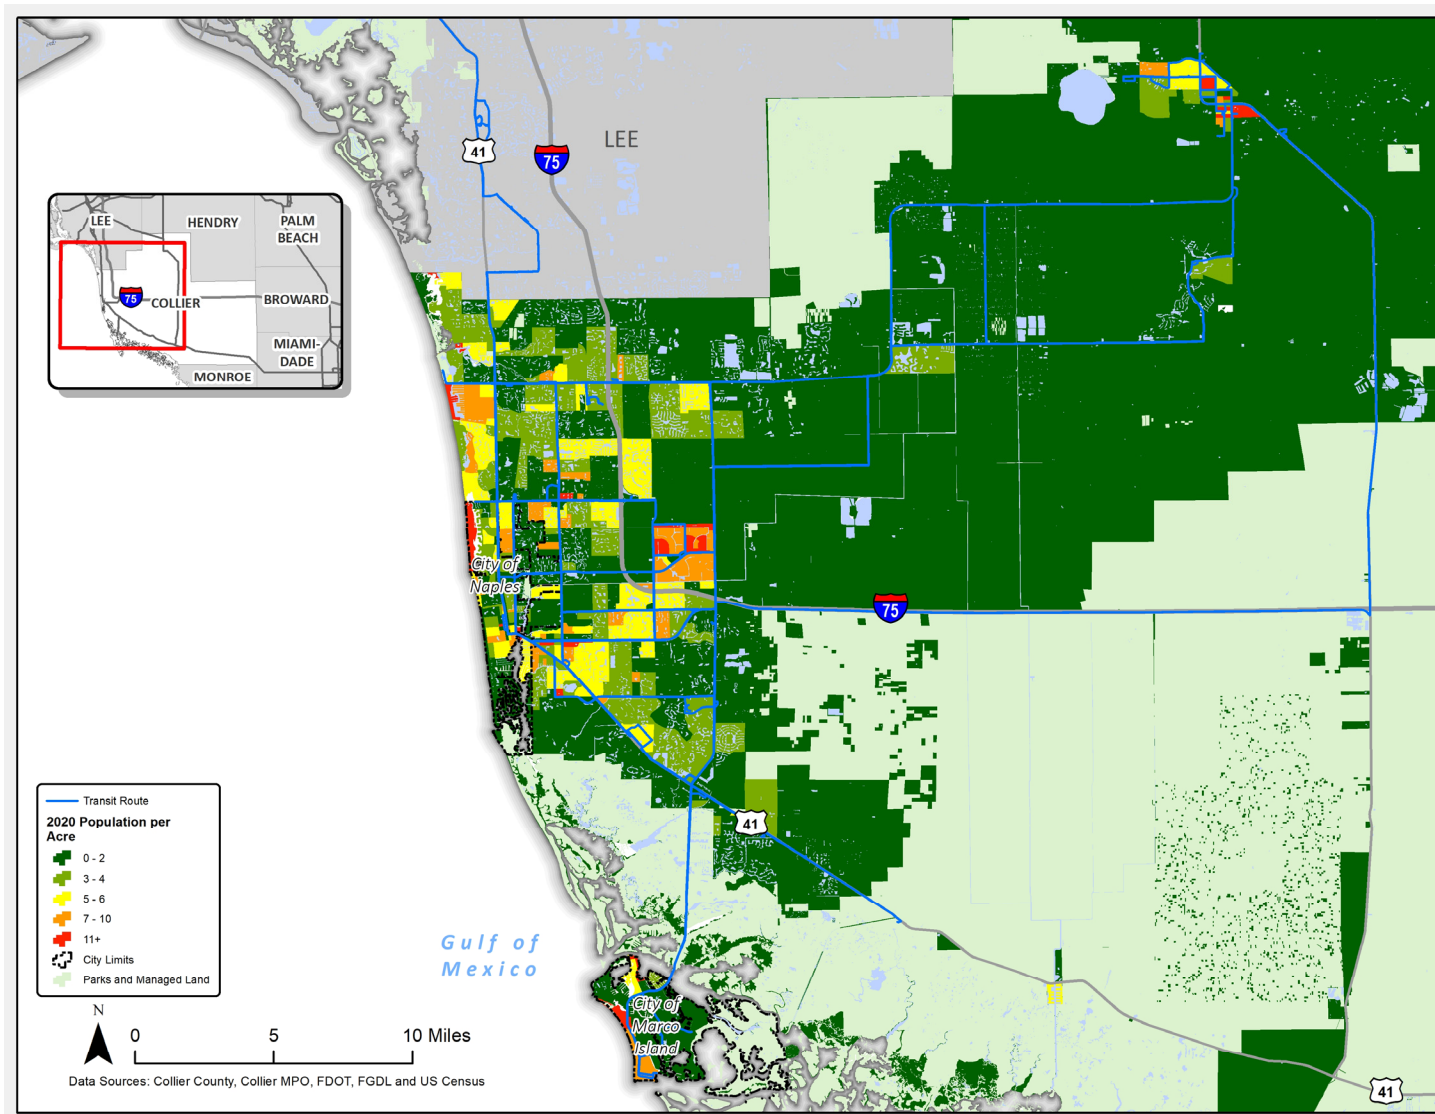 LEE
41
75
LEE
HENDRY
PALM
BEACH
75
COLLIER
BROWARD
MIAMI-
DADE
MONROE
City of
Naples
75
41
Transit Route
2020 Population per
Acre
0 - 2
3 - 4
5 - 6
7 - 10
11+
City Limits
Parks and Managed Land
Gulf of
Mexico
City of
Marco
Island
N
0 5 10 Miles
Data Sources: Collier County, Collier MPO, FDOT, FGDL and US Census
41